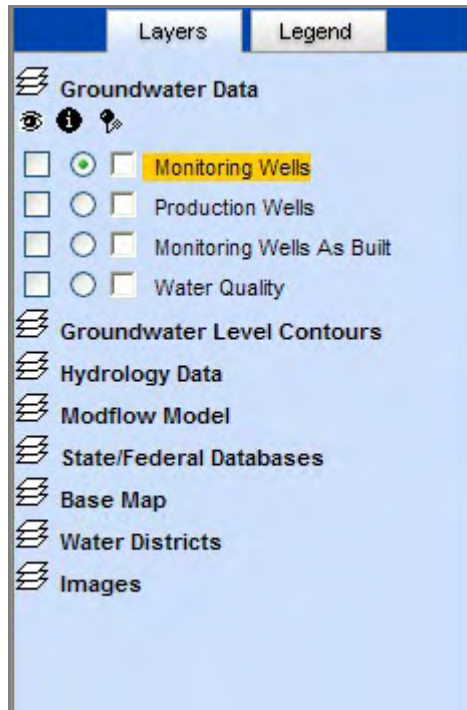 Layers Legend
Groundwater Data
Monitoring Wells
Production Wells
Monitoring Wells As Built
Water Quality
Groundwater Level Contours
Hydrology Data
Modflow Model
State/Federal Databases
Base Map
Water Districts
Images